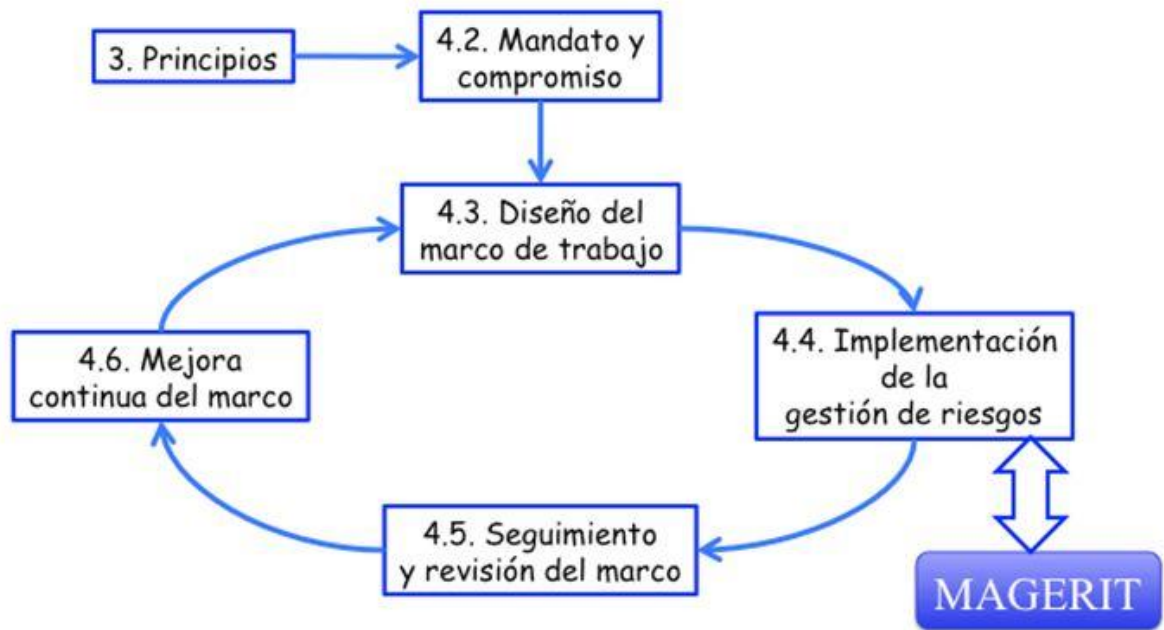 3. Principios
4.2. Mandato y
compromiso
4.3. Diseño del
marco de trabajo
4.6. Mejora
continua del marco
4.4. Implementación
de la
gestión de riesgos
4.5. Seguimiento
y revisión del marco
MAGERIT